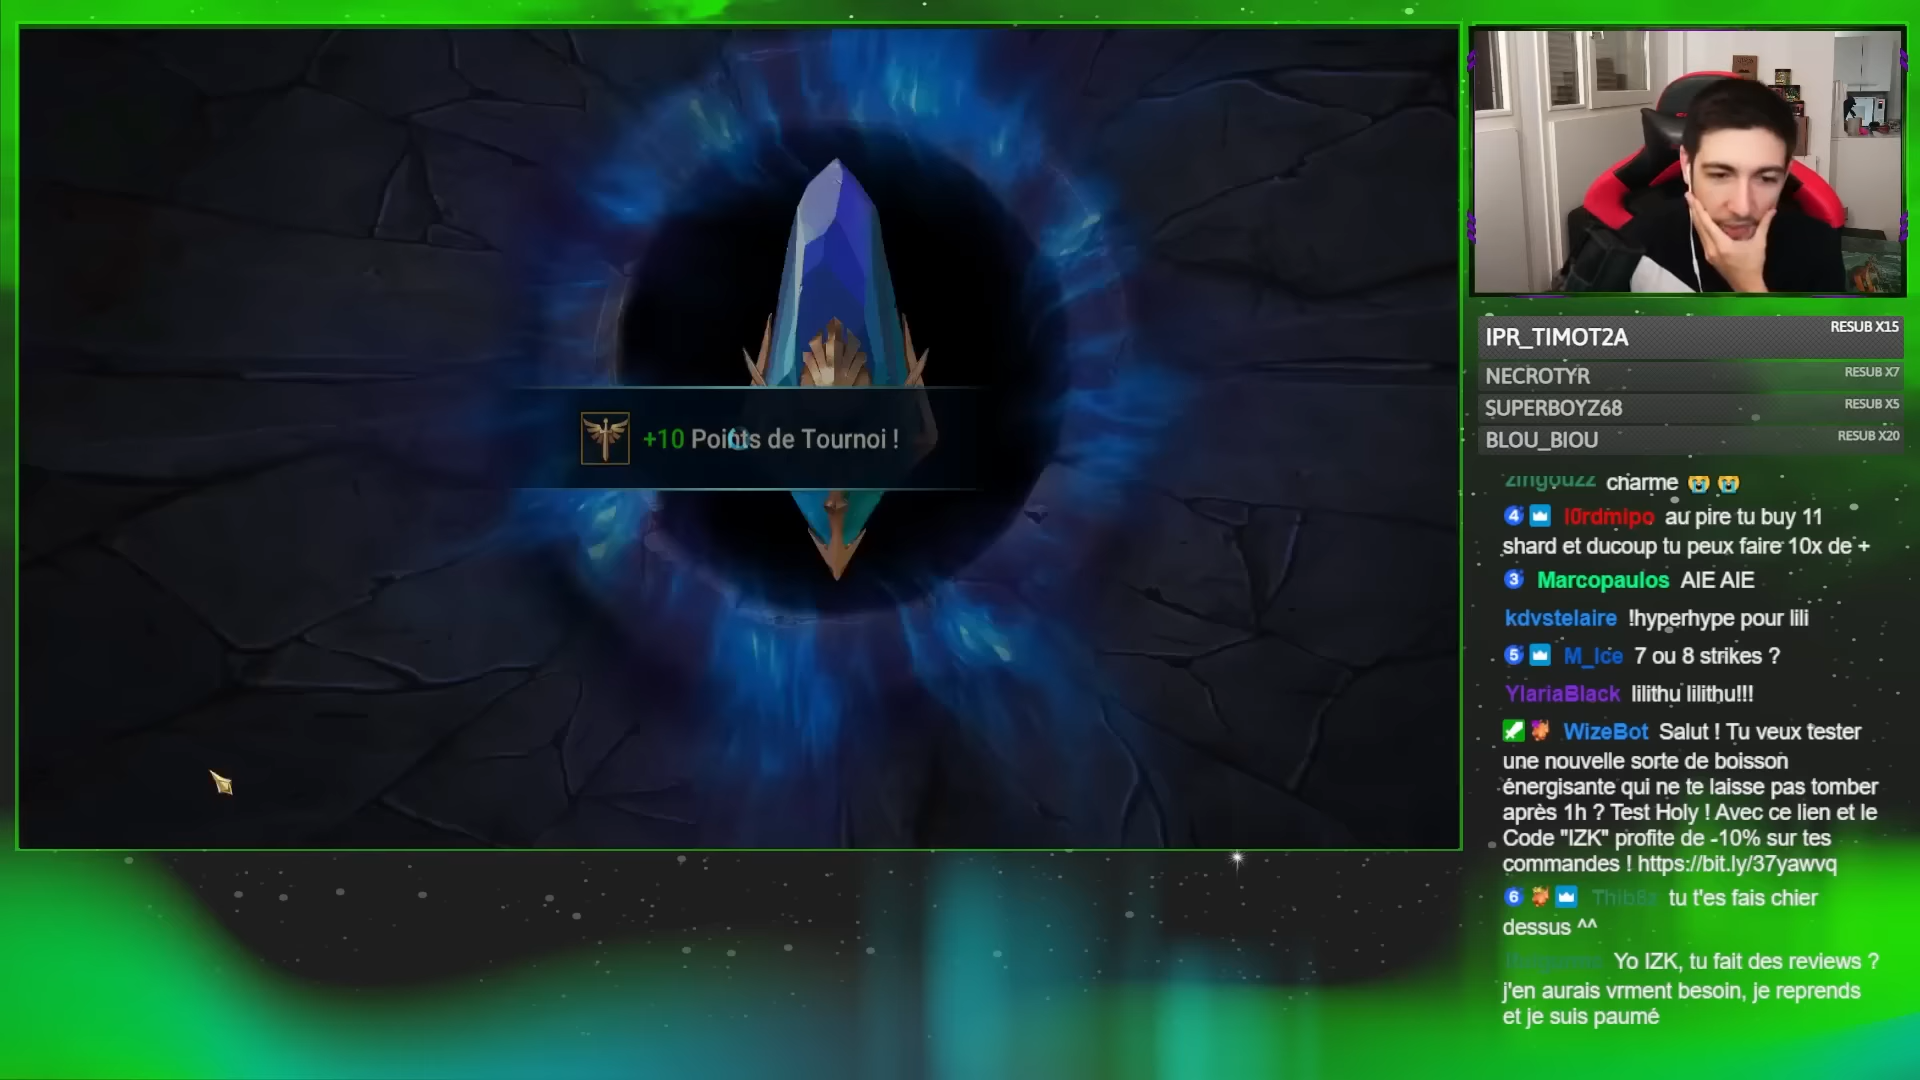 +10 Points de Tournoi !
IPR_TIMOT2A RESUB X15
NECROTYR RESUB X7
SUPERBOYZ68 RESUB X5
BLOU_BIOU RESUB X20
zingouzz charme 😭 😭
4 l0rdmipo au pire tu buy 11
shard et ducoup tu peux faire 10x de +
3 Marcopaulos AIE AIE
kdvstelaire !hyperhype pour lili
5 M_Ice 7 ou 8 strikes ?
YlariaBlack lilithu lilithu!!!
WizeBot Salut ! Tu veux tester
une nouvelle sorte de boisson
énergisante qui ne te laisse pas tomber
après 1h ? Test Holy ! Avec ce lien et le
Code "IZK" profite de -10% sur tes
commandes ! https://bit.ly/37yawvq
6 tu t'es fais chier
dessus ^^
Yo IZK, tu fait des reviews ?
j'en aurais vrment besoin, je reprends
et je suis paumé